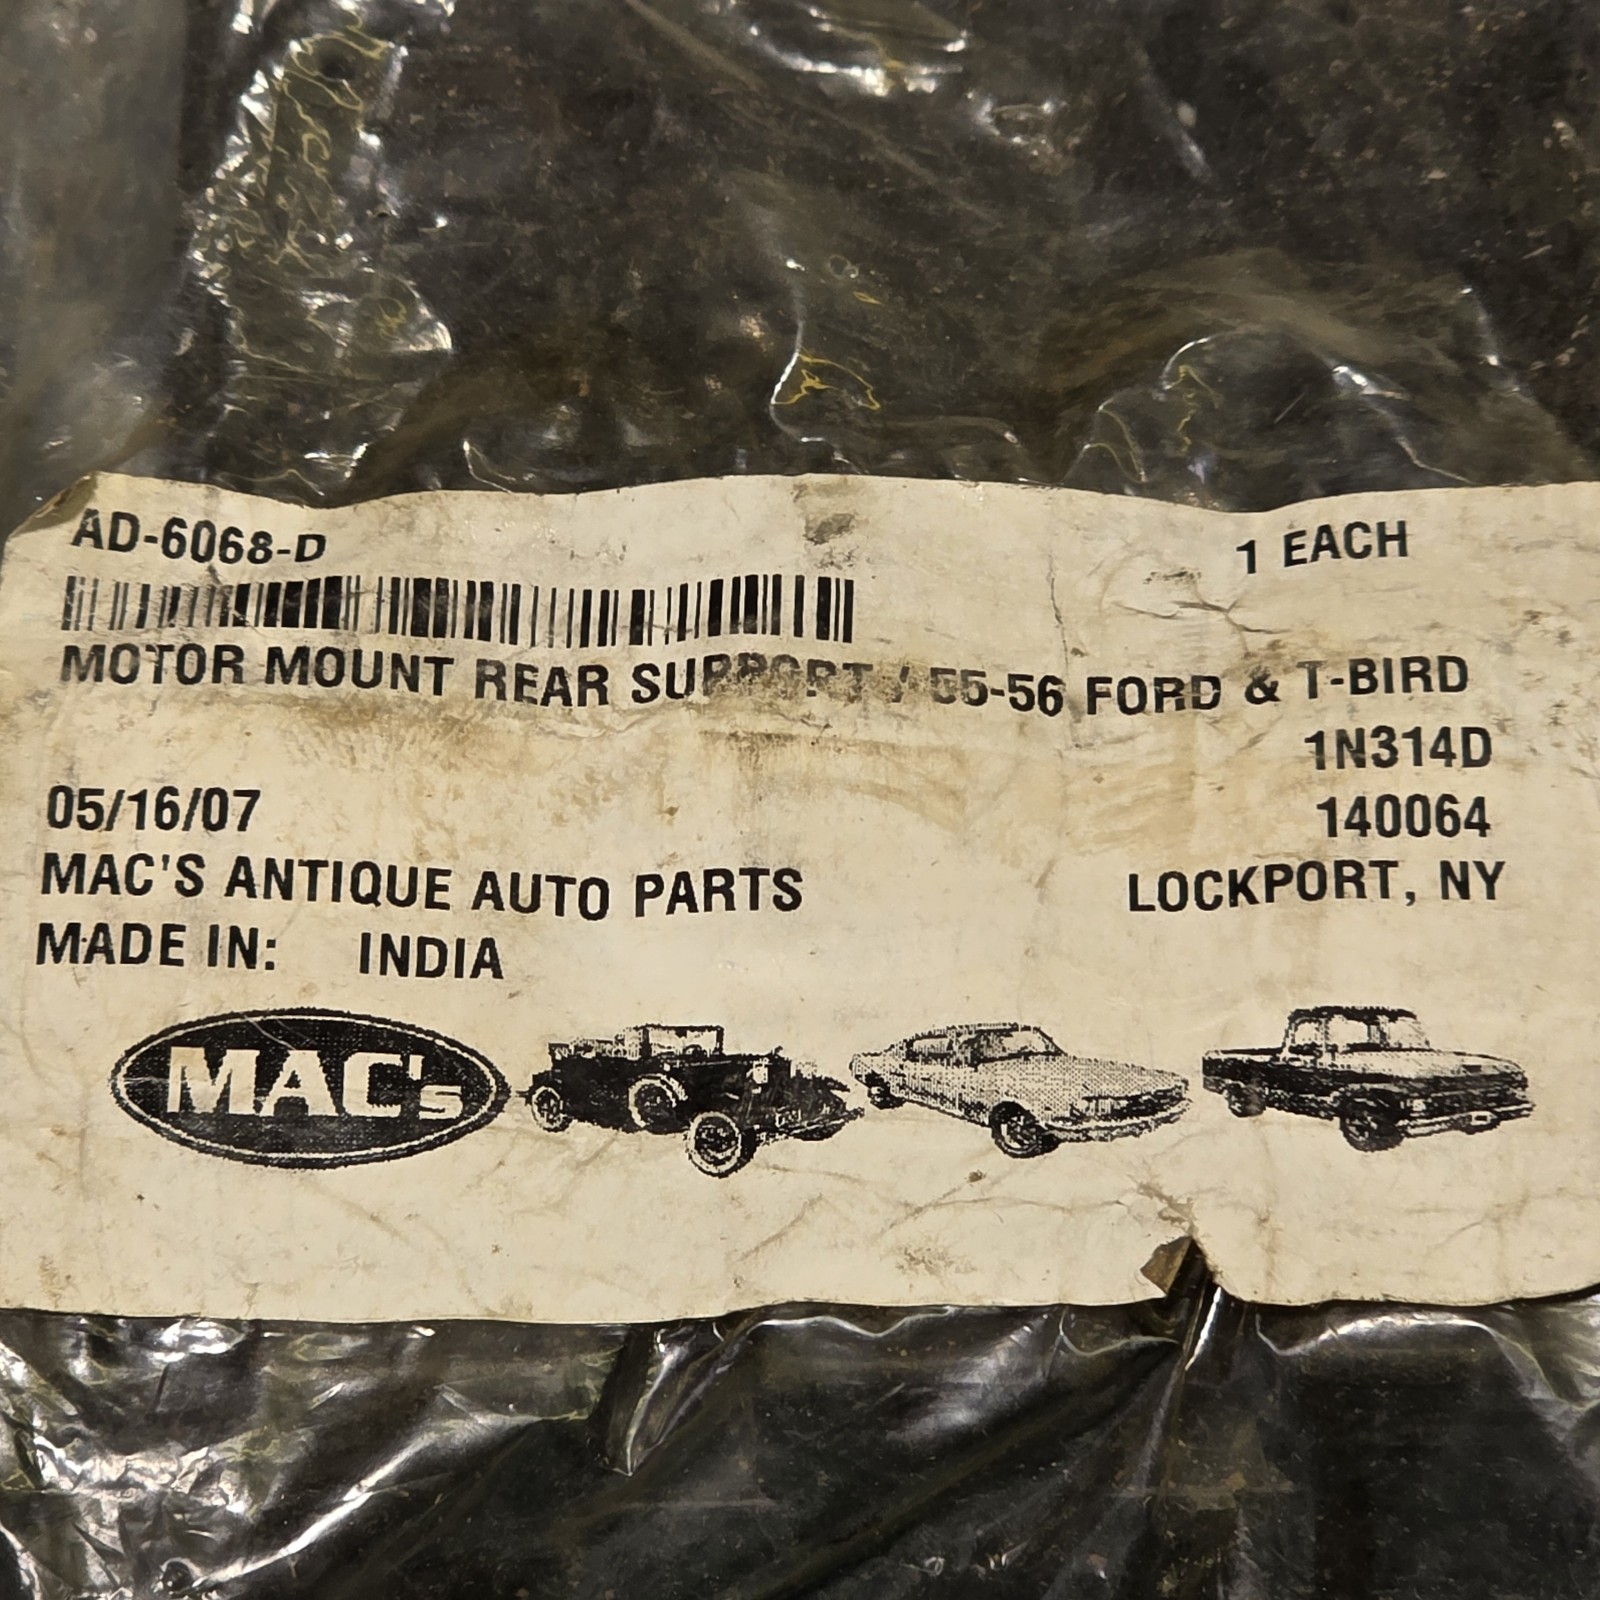 AD-6068-D 1 EACH
MOTOR MOUNT REAR SUPPORT / 55-56 FORD & T-BIRD
1N314D
05/16/07 140064
MAC'S ANTIQUE AUTO PARTS LOCKPORT, NY
MADE IN: INDIA
MAC's